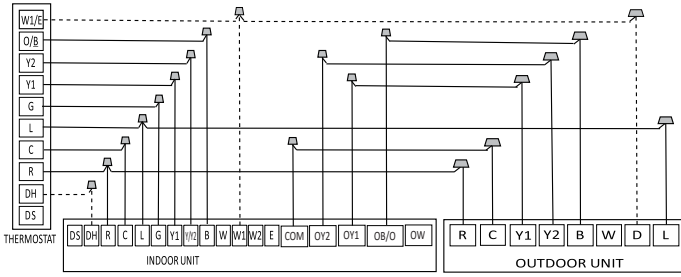 W1/E
O/B
Y2
Y1
G
L
C
R
DH
DS
THERMOSTAT
DS DH R C L G Y1 Y/Y2 B W W1 W2 E COM OY2 OY1 OB/O OW
INDOOR UNIT
R C Y1 Y2 B W D L
OUTDOOR UNIT